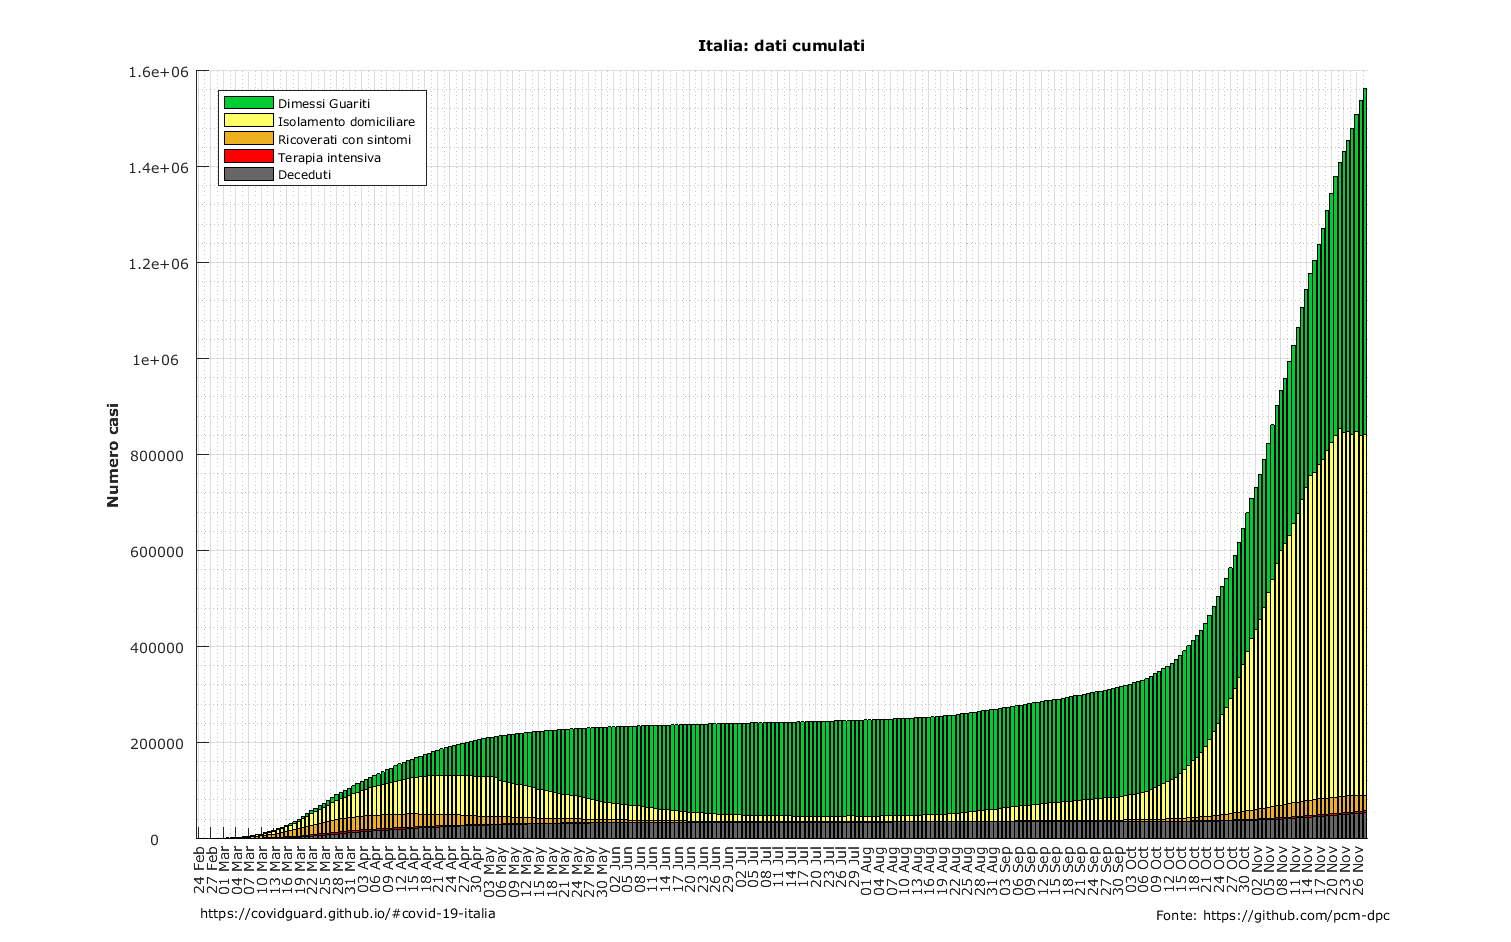 Italia: dati cumulati
1.6e+06
1.4e+06
1.2e+06
1e+06
800000
600000
400000
200000
0
Numero casi
Dimessi Guariti
Isolamento domiciliare
Ricoverati con sintomi
Terapia intensiva
Deceduti
24 Feb
27 Feb
01 Mar
04 Mar
07 Mar
10 Mar
13 Mar
16 Mar
19 Mar
22 Mar
25 Mar
28 Mar
31 Mar
03 Apr
06 Apr
09 Apr
12 Apr
15 Apr
18 Apr
21 Apr
24 Apr
27 Apr
30 Apr
03 May
06 May
09 May
12 May
15 May
18 May
21 May
24 May
27 May
30 May
02 Jun
05 Jun
08 Jun
11 Jun
14 Jun
17 Jun
20 Jun
23 Jun
26 Jun
29 Jun
02 Jul
05 Jul
08 Jul
11 Jul
14 Jul
17 Jul
20 Jul
23 Jul
26 Jul
29 Jul
01 Aug
04 Aug
07 Aug
10 Aug
13 Aug
16 Aug
19 Aug
22 Aug
25 Aug
28 Aug
31 Aug
03 Sep
06 Sep
09 Sep
12 Sep
15 Sep
18 Sep
21 Sep
24 Sep
27 Sep
30 Sep
03 Oct
06 Oct
09 Oct
12 Oct
15 Oct
18 Oct
21 Oct
24 Oct
27 Oct
30 Oct
02 Nov
05 Nov
08 Nov
11 Nov
14 Nov
17 Nov
20 Nov
23 Nov
26 Nov
https://covidguard.github.io/#covid-19-italia
Fonte: https://github.com/pcm-dpc